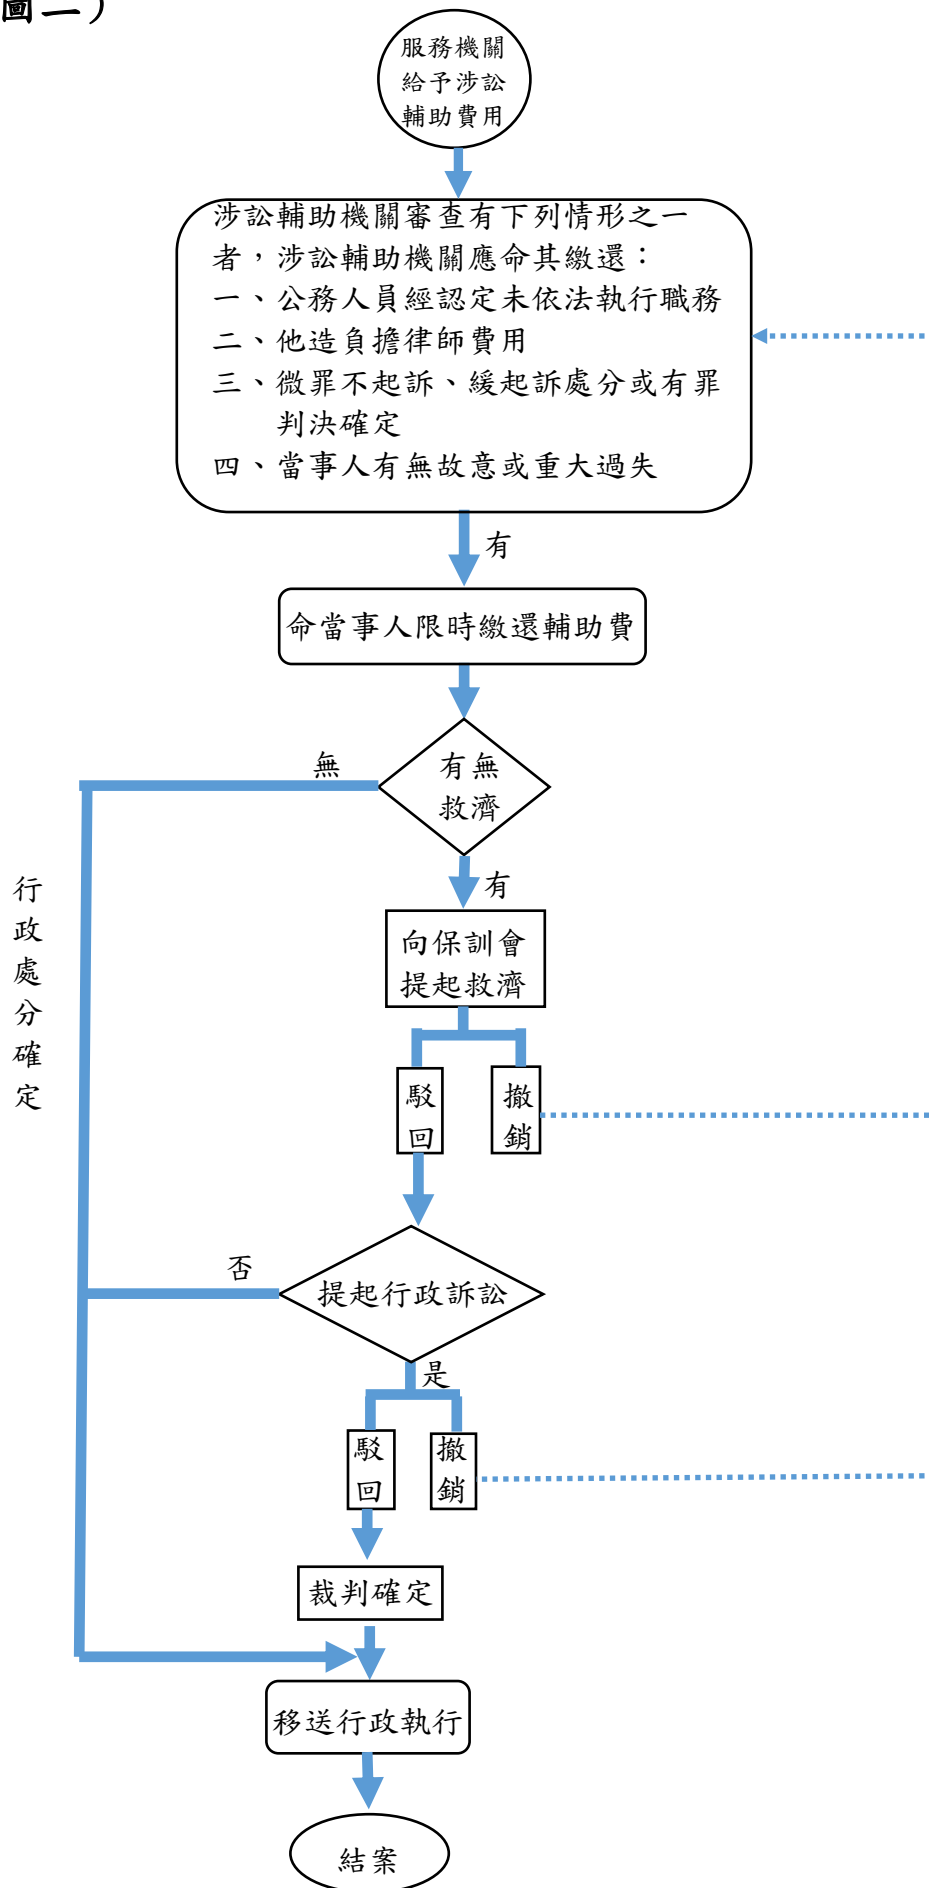 圖二）
服務機關
給予涉訟
輔助費用
涉訟輔助機關審查有下列情形之一
者，涉訟輔助機關應命其繳還：
一、公務人員經認定未依法執行職務
二、他造負擔律師費用
三、微罪不起訴、緩起訴處分或有罪
判決確定
四、當事人有無故意或重大過失
有
命當事人限時繳還輔助費
無
有無
救濟
有
行政處分確定
向保訓會
提起救濟
駁回
撤銷
否
提起行政訴訟
是
駁回
撤銷
裁判確定
移送行政執行
結案